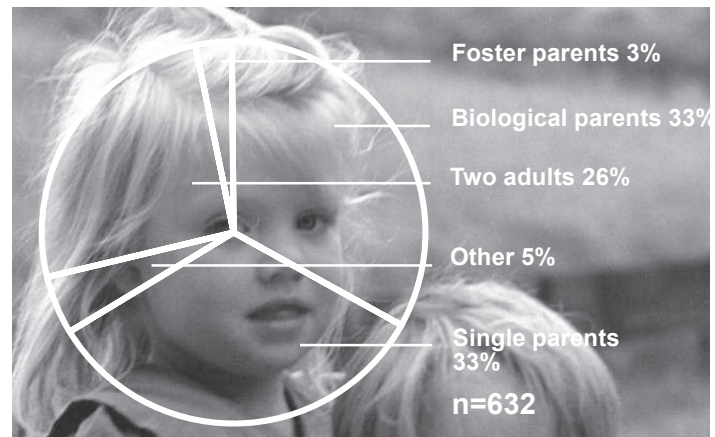 Foster parents 3%
Biological parents 33%
Two adults 26%
Other 5%
Single parents
33%
n=632